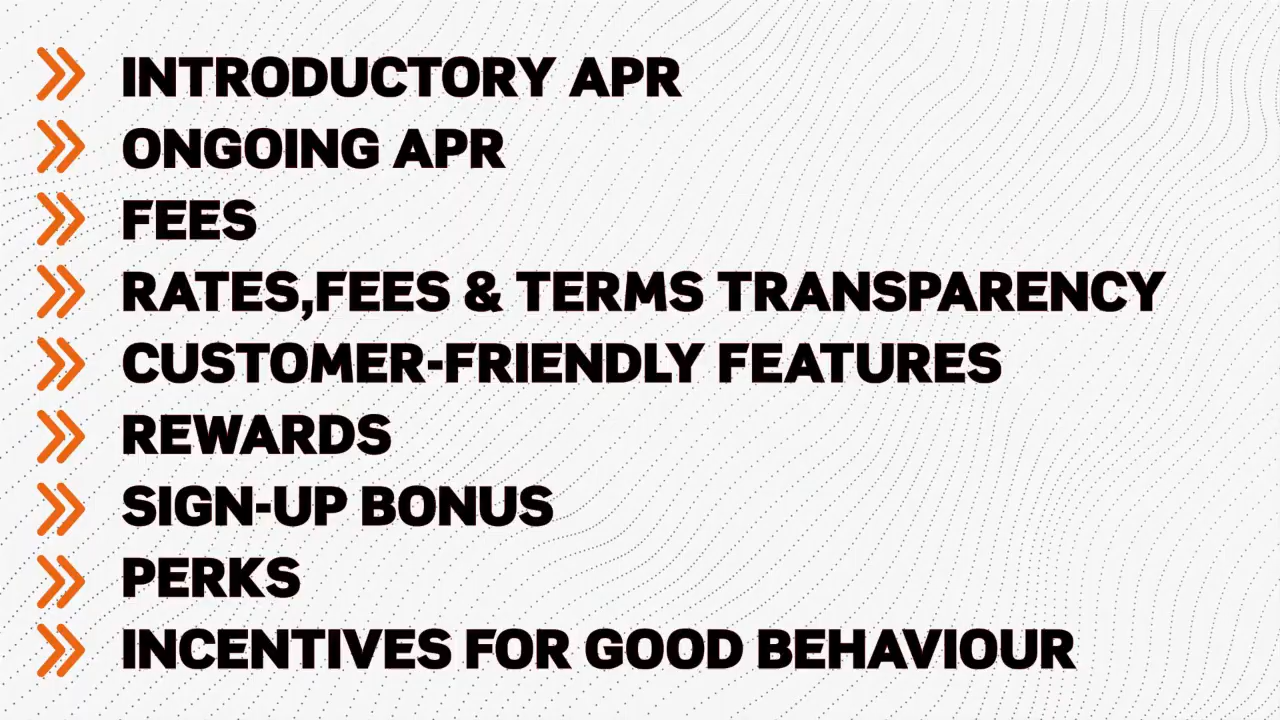 INTRODUCTORY APR
ONGOING APR
FEES
RATES,FEES & TERMS TRANSPARENCY
CUSTOMER-FRIENDLY FEATURES
REWARDS
SIGN-UP BONUS
PERKS
INCENTIVES FOR GOOD BEHAVIOUR